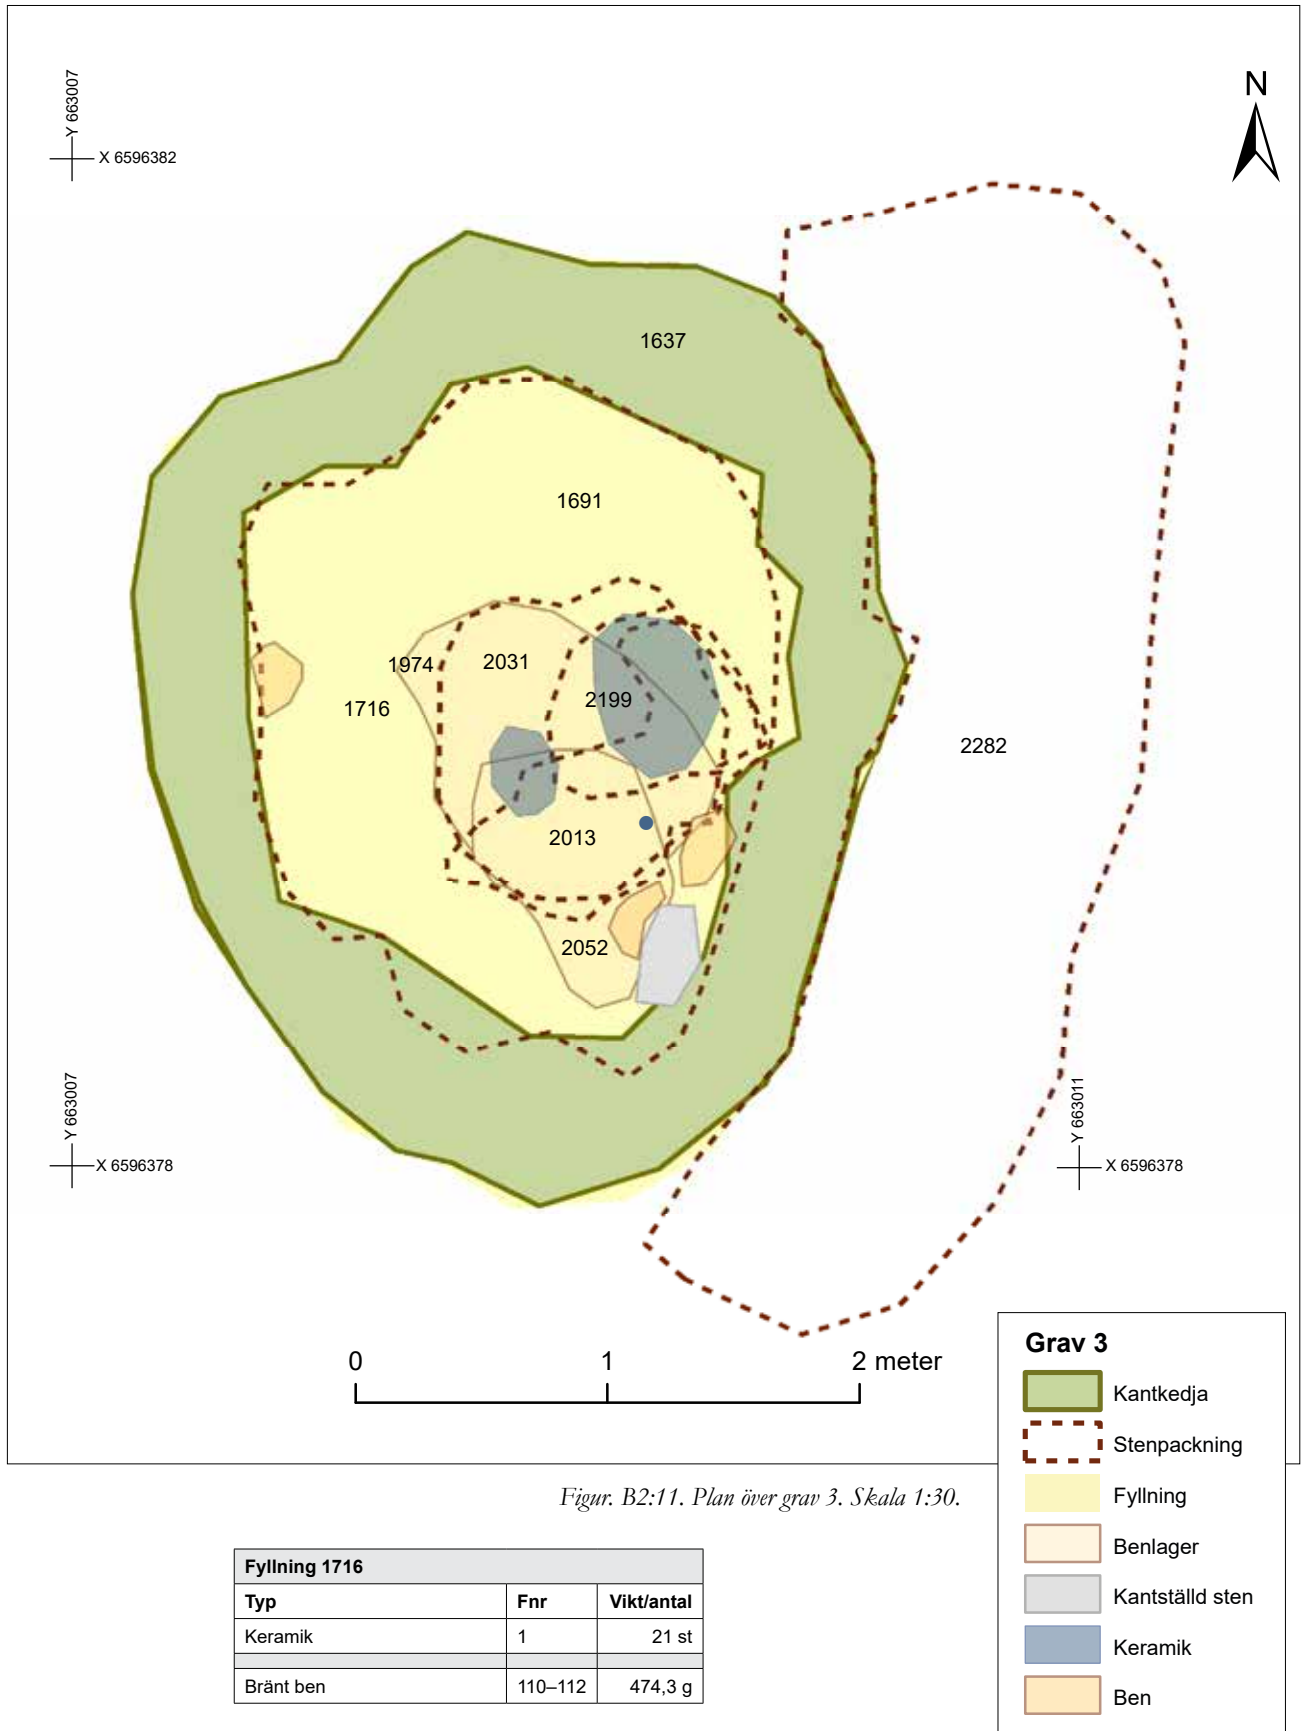 N
Y 663007
X 6596382
1637
1691
1974
2031
1716
2199
2282
2013
2052
Y 663007
X 6596378
Y 663011
X 6596378
0 1 2 meter
Grav 3
Kantkedja
Stenpackning
Fyllning
Benlager
Kantställd sten
Keramik
Ben
Figur. B2:11. Plan över grav 3. Skala 1:30.
Fyllning 1716
Typ Fnr Vikt/antal
Keramik 1 21 st
Bränt ben 110–112 474,3 g